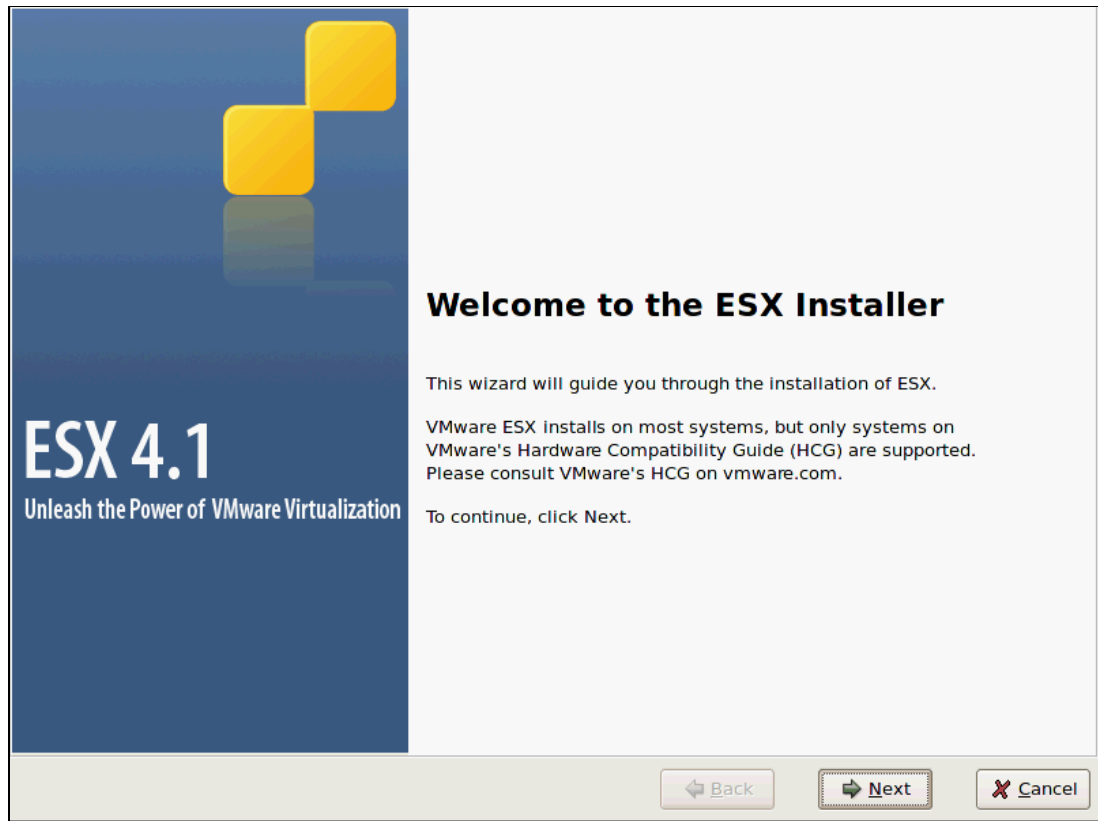 ESX 4.1
Unleash the Power of VMware Virtualization
Welcome to the ESX Installer
This wizard will guide you through the installation of ESX.
VMware ESX installs on most systems, but only systems on
VMware's Hardware Compatibility Guide (HCG) are supported.
Please consult VMware's HCG on vmware.com.
To continue, click Next.
Back
Next
Cancel